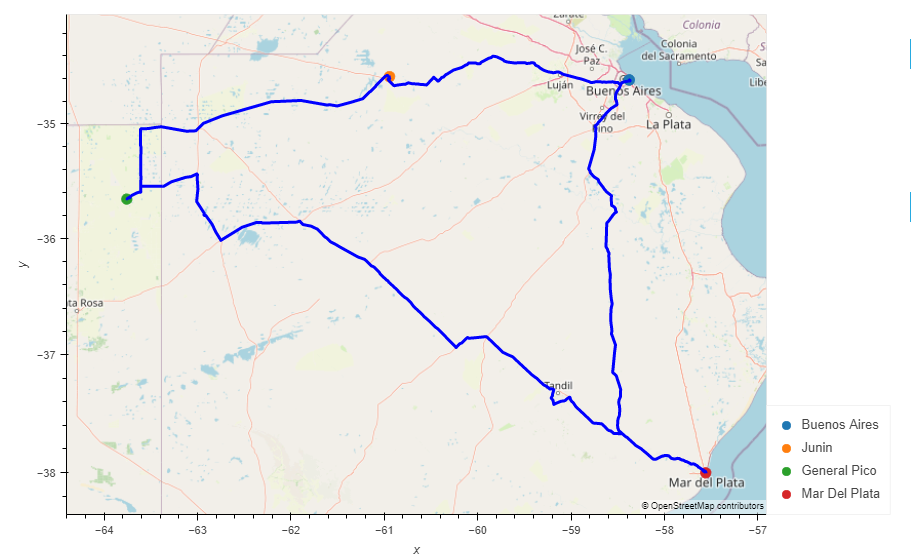 Zárate
Colonia
José C.
Paz
Colonia
del Sacramento
Luján
Buenos Aires
Virrey del
Pino
La Plata
ta Rosa
Tandil
Mar del Plata
© OpenStreetMap contributors
−35
−36
−37
−38
y
−64
−63
−62
−61
−60
−59
−58
−57
x
Buenos Aires
Junin
General Pico
Mar Del Plata